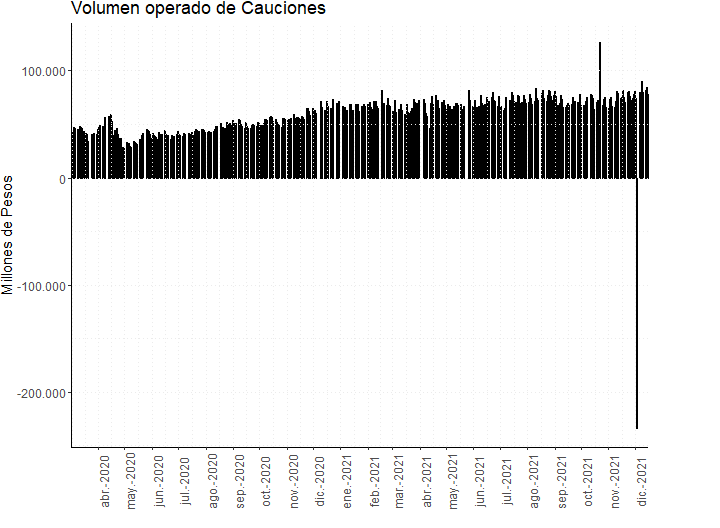 Volumen operado de Cauciones
Millones de Pesos
100.000
0
-100.000
-200.000
abr.-2020
may.-2020
jun.-2020
jul.-2020
ago.-2020
sep.-2020
oct.-2020
nov.-2020
dic.-2020
ene.-2021
feb.-2021
mar.-2021
abr.-2021
may.-2021
jun.-2021
jul.-2021
ago.-2021
sep.-2021
oct.-2021
nov.-2021
dic.-2021